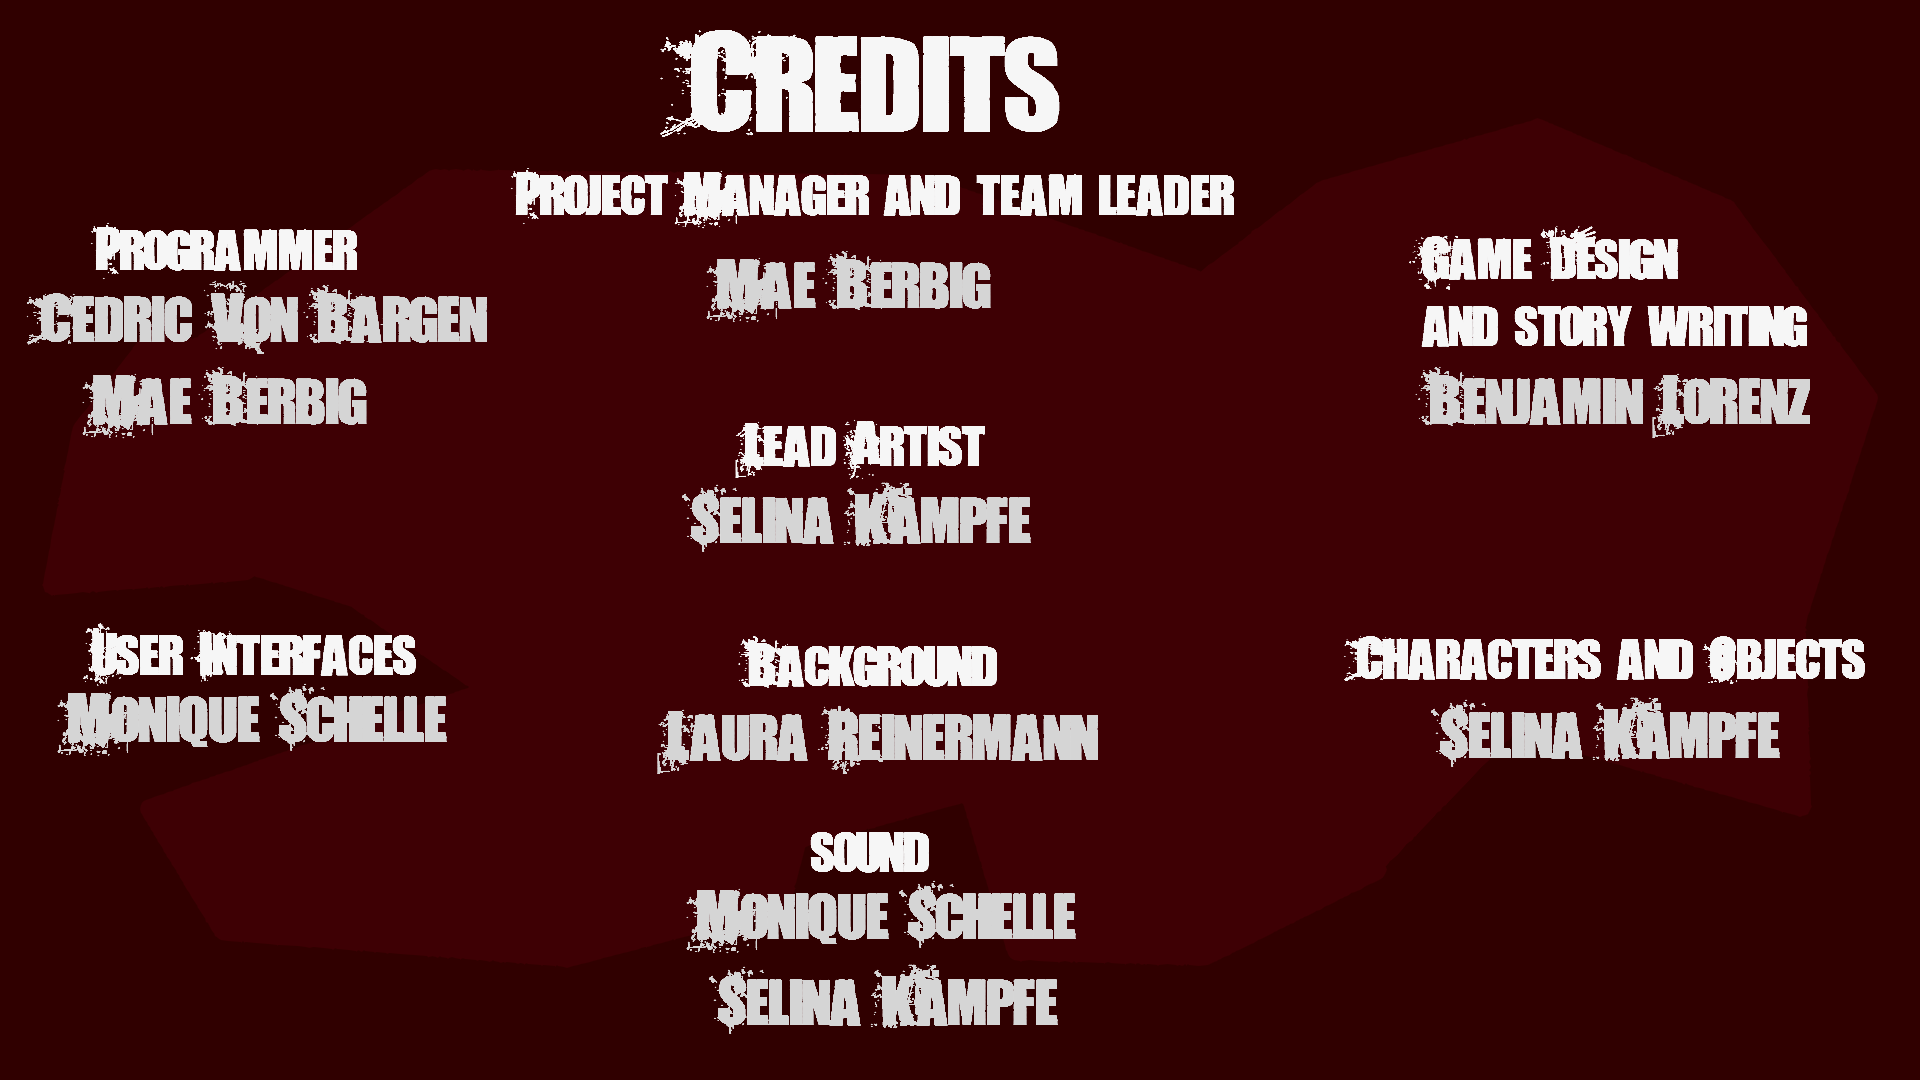 Credits
Project Manager and team leader
Mae Berbig
Programmer
Cedric Von Bargen
Mae Berbig
Game Design
and story writing
Benjamin Lorenz
Lead Artist
Selina Kämpfe
User Interfaces
Monique Schelle
Background
Laura Reinermann
Characters and Objects
Selina Kämpfe
sound
Monique Schelle
Selina Kämpfe